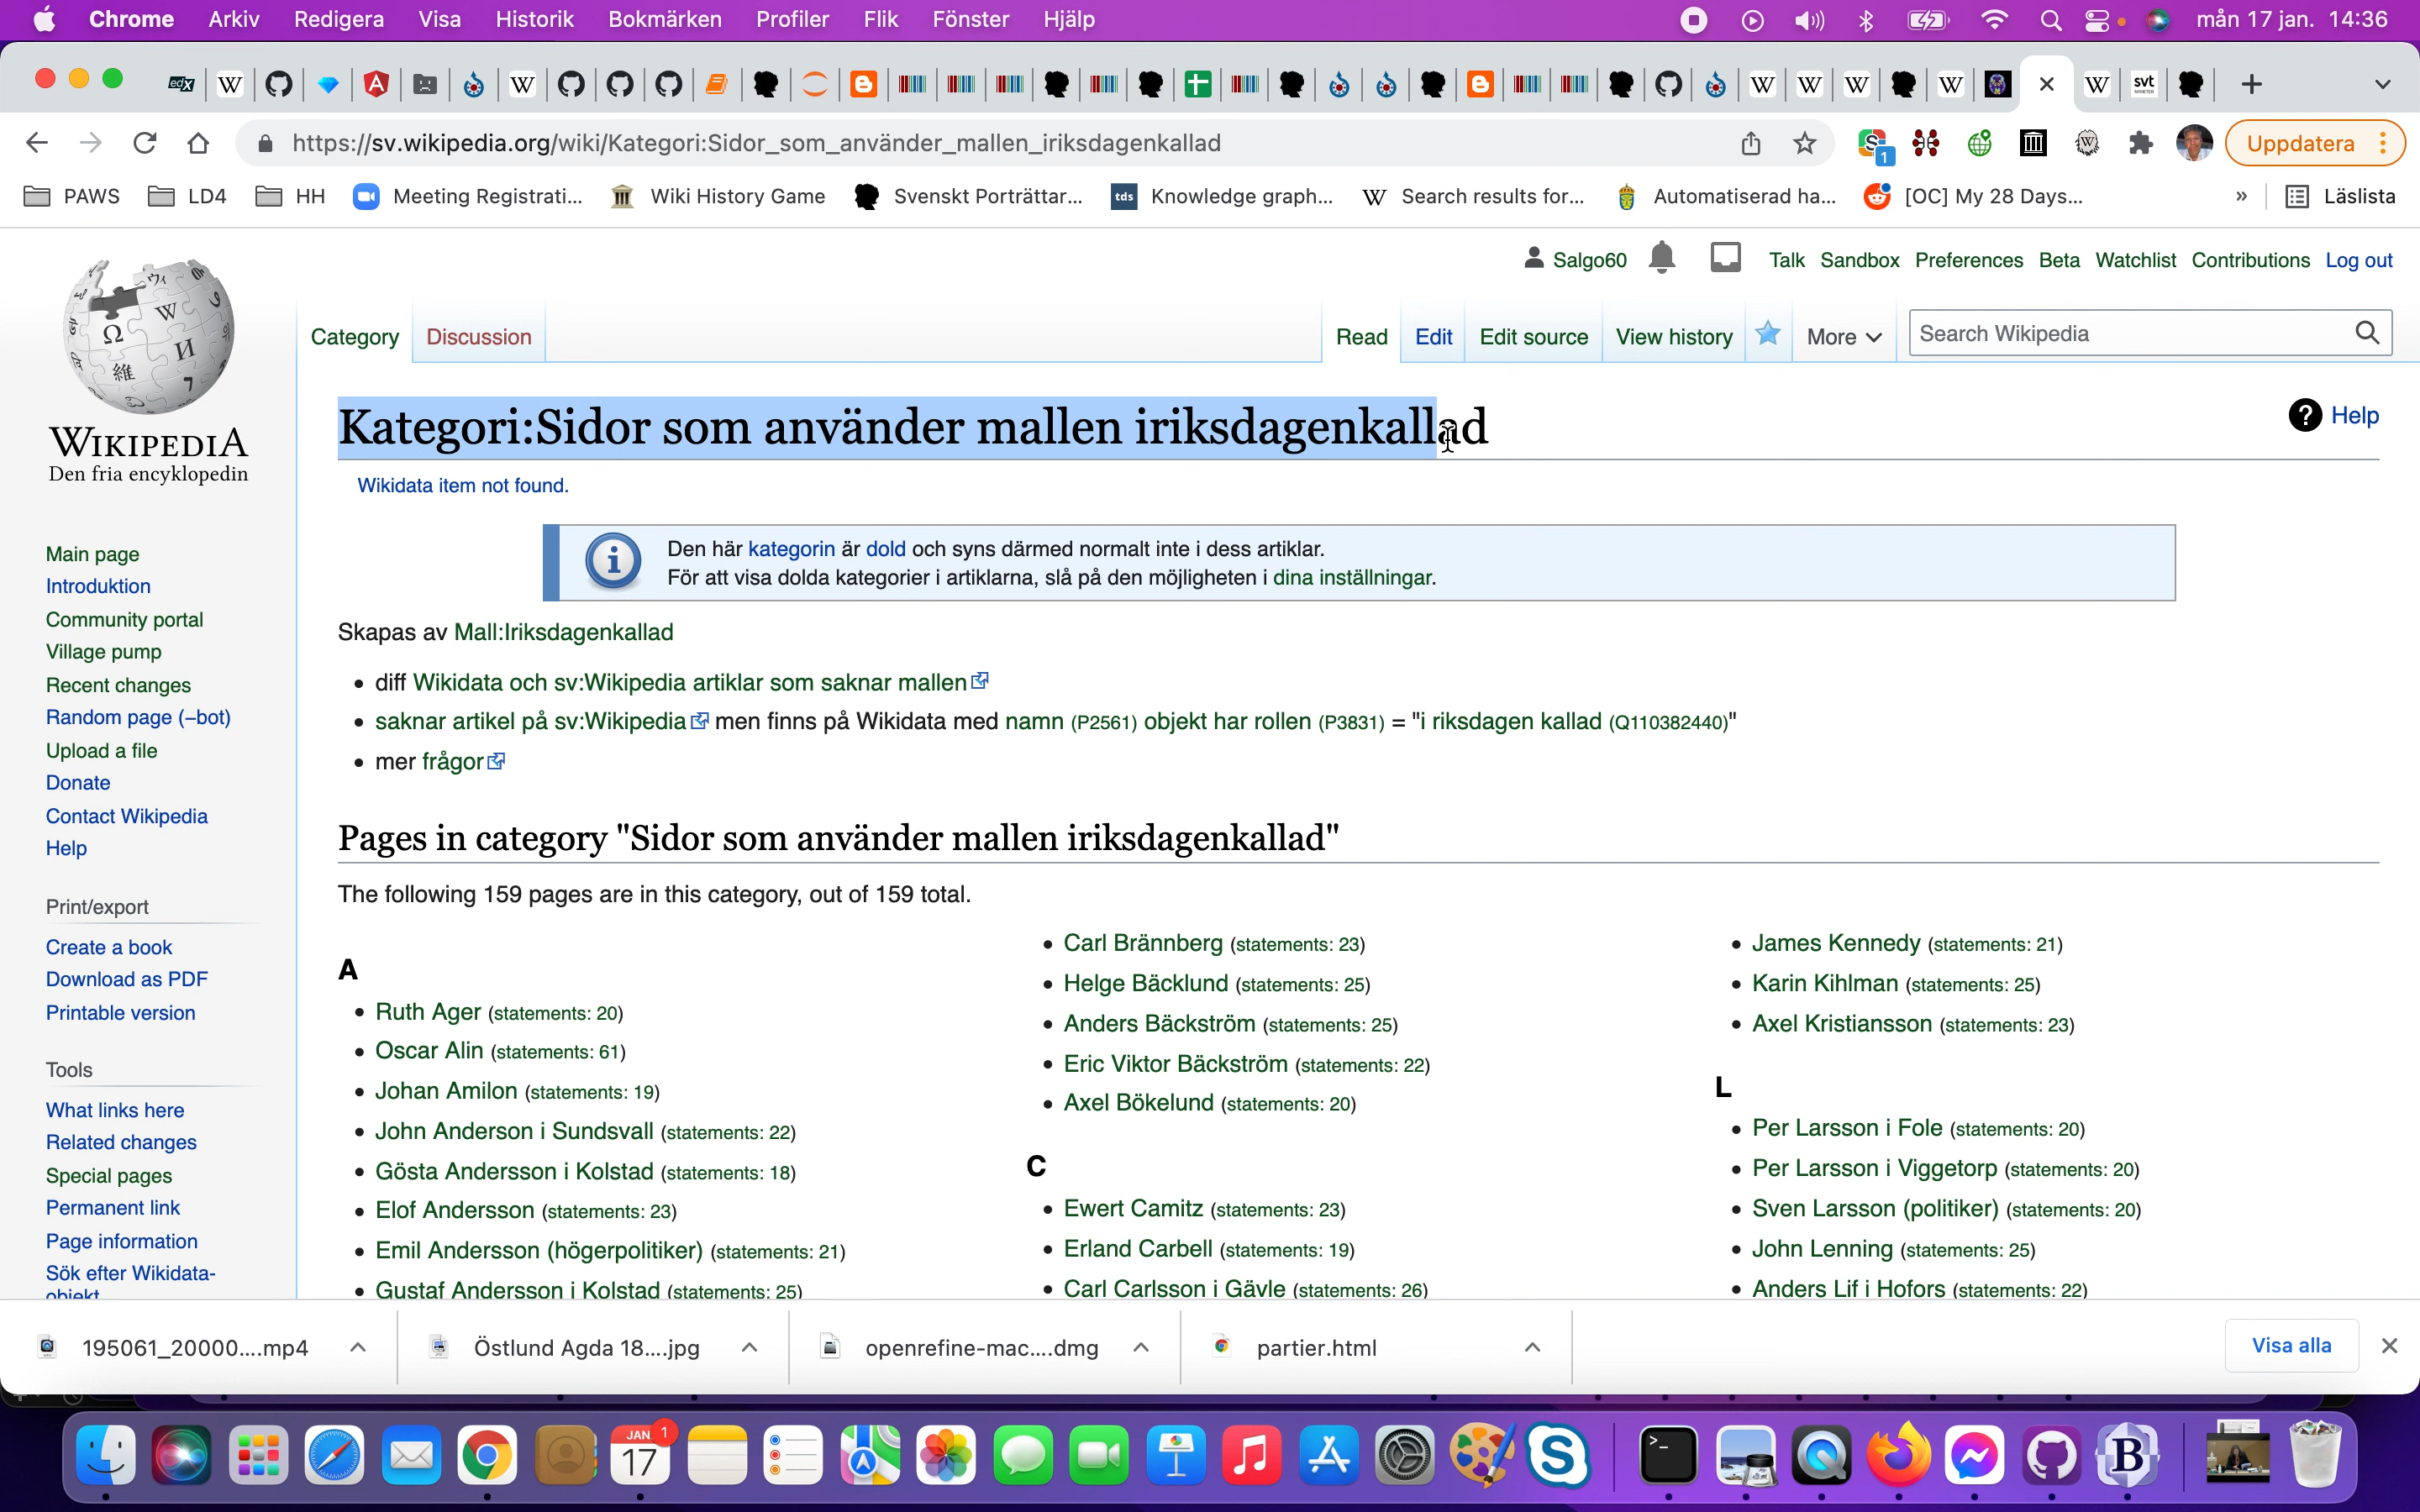 Chrome Arkiv Redigera Visa Historik Bokmärken Profiler Flik Fönster Hjälp mån 17 jan. 14:36
https://sv.wikipedia.org/wiki/Kategori:Sidor_som_använder_mallen_iriksdagenkallad
Uppdatera
PAWS LD4 HH Meeting Registrati... Wiki History Game Svenskt Porträttar... Knowledge graph... Search results for... Automatiserad ha... [OC] My 28 Days... » Läslista
Salgo60 Talk Sandbox Preferences Beta Watchlist Contributions Log out
Category Discussion Read Edit Edit source View history More Search Wikipedia
WIKIPEDIA
Den fria encyklopedin
Kategori:Sidor som använder mallen iriksdagenkallad
Help
Wikidata item not found.
Den här kategorin är dold och syns därmed normalt inte i dess artiklar.
För att visa dolda kategorier i artiklarna, slå på den möjligheten i dina inställningar.
Skapas av Mall:Iriksdagenkallad
• diff Wikidata och sv:Wikipedia artiklar som saknar mallen
• saknar artikel på sv:Wikipedia men finns på Wikidata med namn (P2561) objekt har rollen (P3831) = "i riksdagen kallad (Q110382440)"
• mer frågor
Pages in category "Sidor som använder mallen iriksdagenkallad"
The following 159 pages are in this category, out of 159 total.
A
• Ruth Ager (statements: 20)
• Oscar Alin (statements: 61)
• Johan Amilon (statements: 19)
• John Anderson i Sundsvall (statements: 22)
• Gösta Andersson i Kolstad (statements: 18)
• Elof Andersson (statements: 23)
• Emil Andersson (högerpolitiker) (statements: 21)
• Gustaf Andersson i Kolstad (statements: 25)
• Carl Brännberg (statements: 23)
• Helge Bäcklund (statements: 25)
• Anders Bäckström (statements: 25)
• Eric Viktor Bäckström (statements: 22)
• Axel Bökelund (statements: 20)
C
• Ewert Camitz (statements: 23)
• Erland Carbell (statements: 19)
• Carl Carlsson i Gävle (statements: 26)
• James Kennedy (statements: 21)
• Karin Kihlman (statements: 25)
• Axel Kristiansson (statements: 23)
L
• Per Larsson i Fole (statements: 20)
• Per Larsson i Viggetorp (statements: 20)
• Sven Larsson (politiker) (statements: 20)
• John Lenning (statements: 25)
• Anders Lif i Hofors (statements: 22)
Main page
Introduktion
Community portal
Village pump
Recent changes
Random page (–bot)
Upload a file
Donate
Contact Wikipedia
Help
Print/export
Create a book
Download as PDF
Printable version
Tools
What links here
Related changes
Special pages
Permanent link
Page information
Sök efter Wikidata-
objekt
195061_20000....mp4 Östlund Agda 18....jpg openrefine-mac....dmg partier.html Visa alla
JAN. 1
17